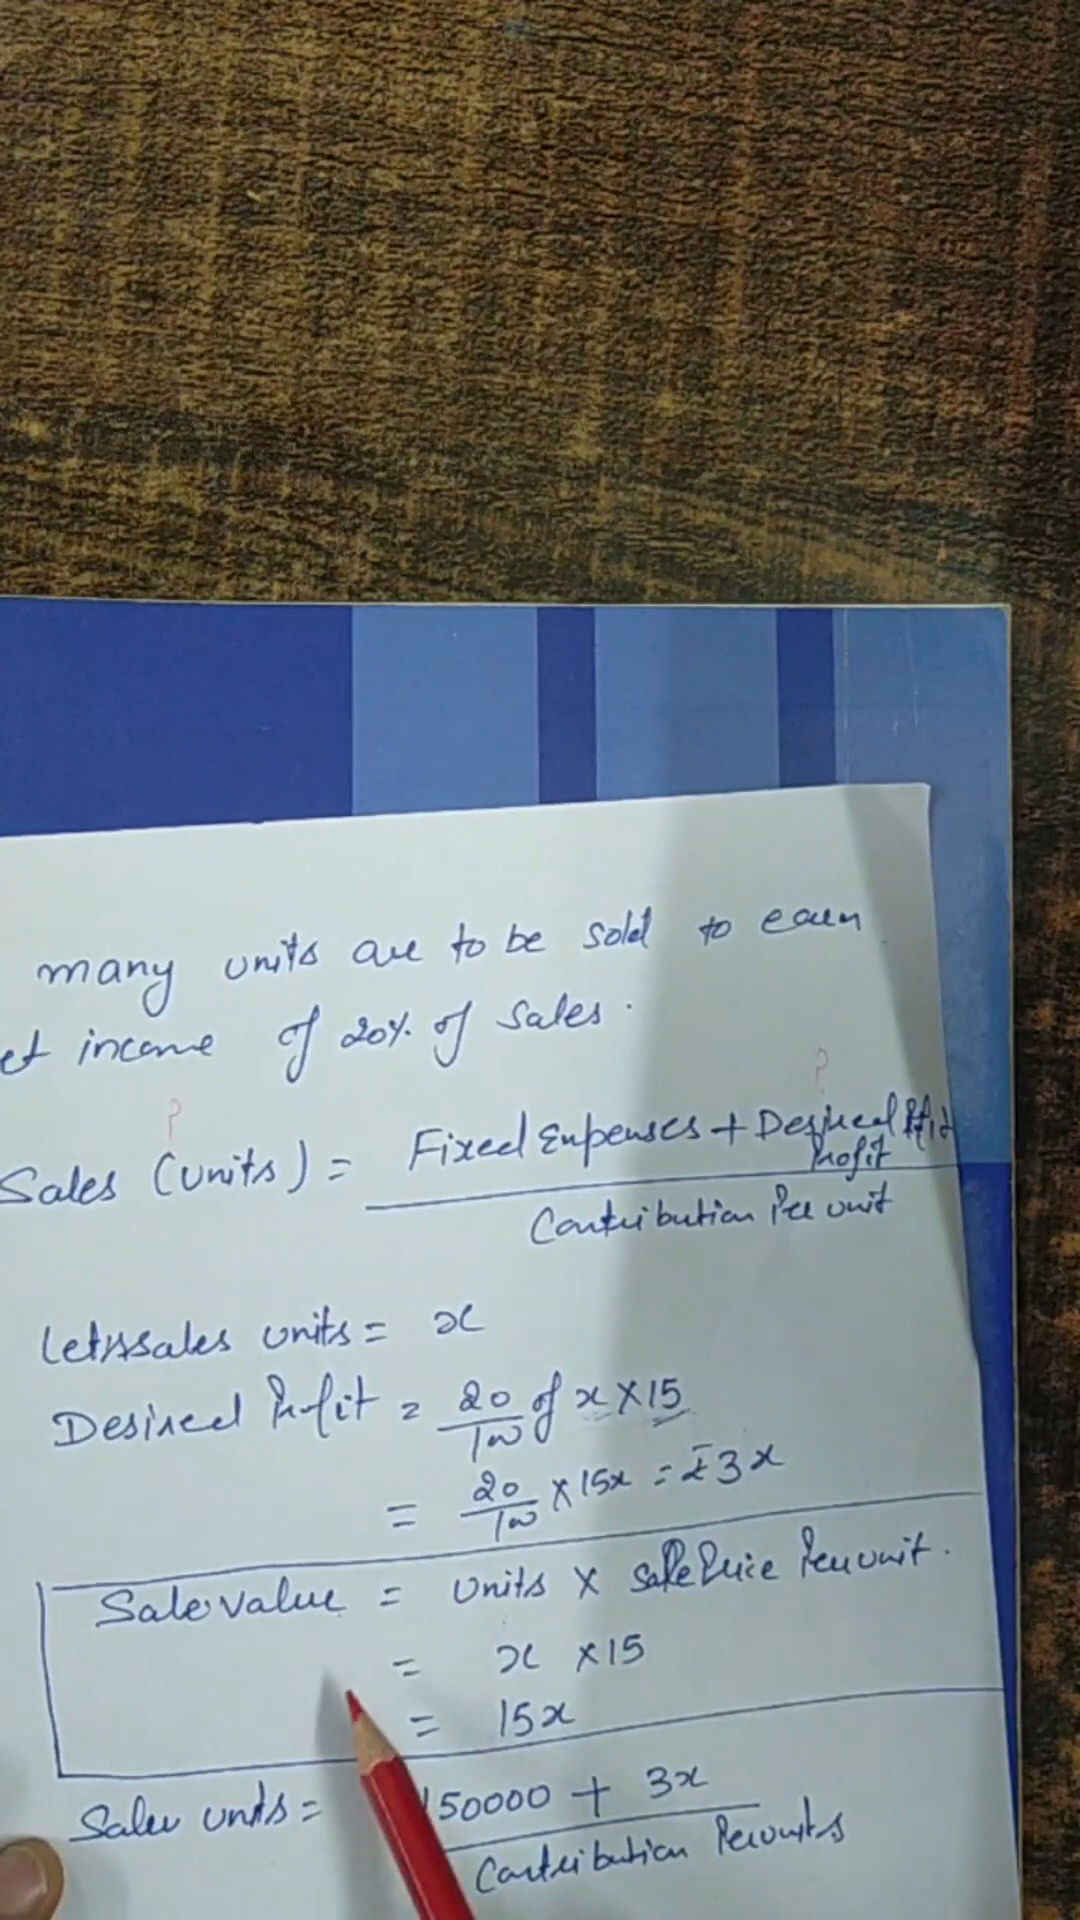 many units are to be sold to earn
et income of 20% of Sales.
? ?
Sales (units) = Fixed Expenses + Desired Profit
Profit
Contribution Per unit
Let sales units = x
Desired Profit = 20/100 of x × 15
= 20/100 × 15x = ₹3x
Sale value = units × Sale Price Per unit.
= x × 15
= 15x
Sales units = 150000 + 3x
Contribution Per units